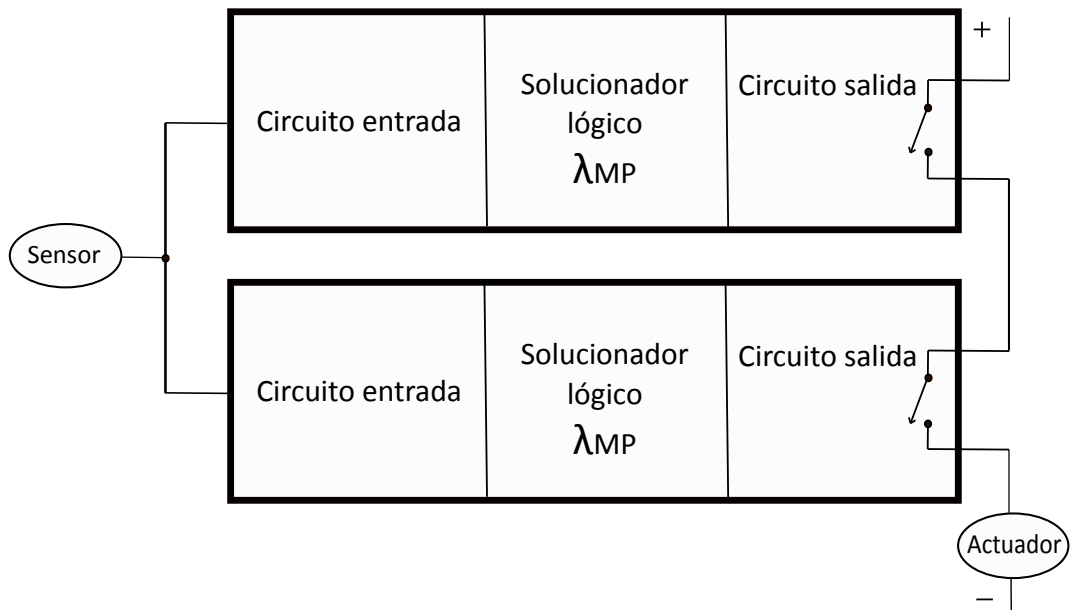 +
Circuito entrada
Solucionador
lógico
λMP
Circuito salida
Sensor
Circuito entrada
Solucionador
lógico
λMP
Circuito salida
Actuador
−